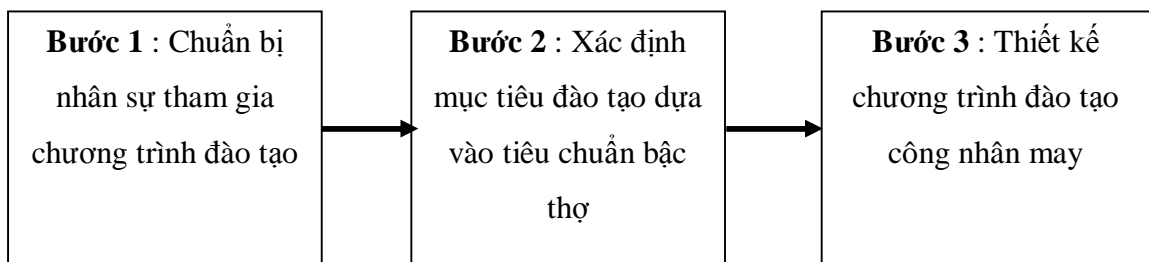 Bước 1 : Chuẩn bị
nhân sự tham gia
chương trình đào tạo
Bước 2 : Xác định
mục tiêu đào tạo dựa
vào tiêu chuẩn bậc
thợ
Bước 3 : Thiết kế
chương trình đào tạo
công nhân may